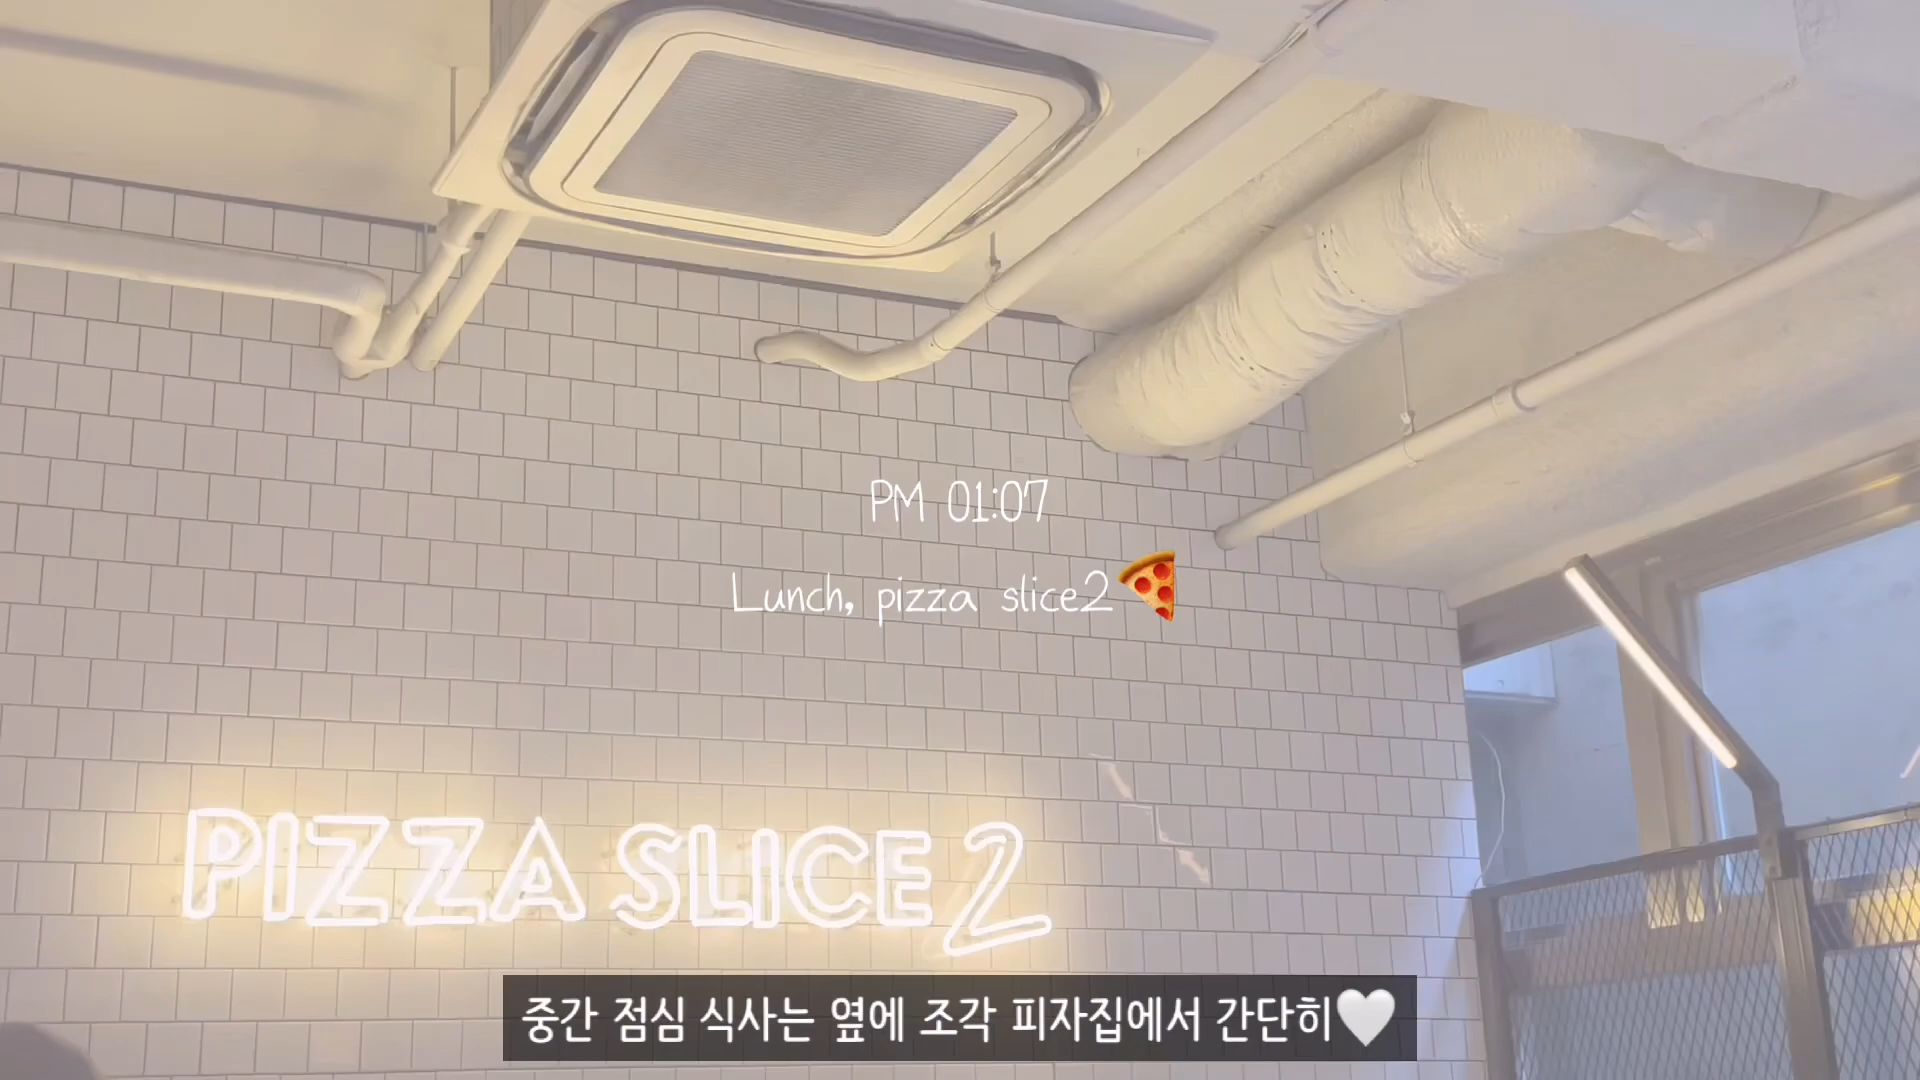 PM 01:07
Lunch, pizza slice2🍕
PIZZA SLICE 2
중간 점심 식사는 옆에 조각 피자집에서 간단히🤍